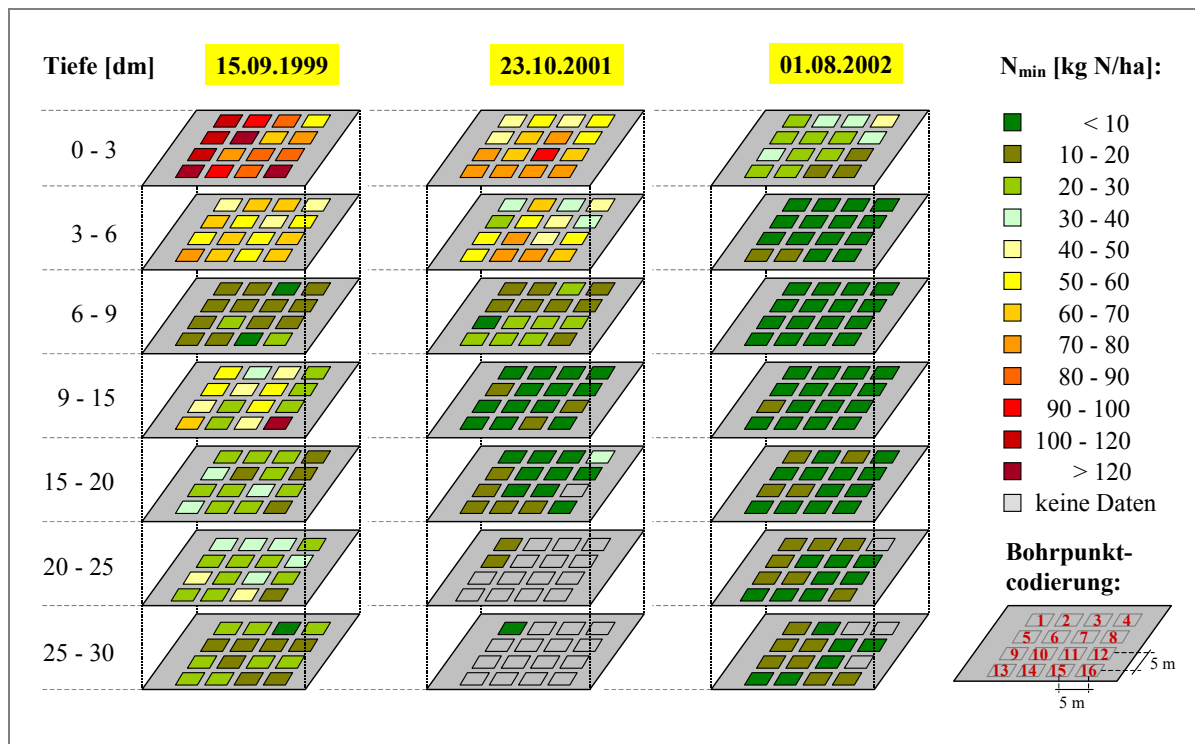 Tiefe [dm] 15.09.1999 23.10.2001 01.08.2002 Nmin [kg N/ha]:
0 - 3
3 - 6
6 - 9
9 - 15
15 - 20
20 - 25
25 - 30
< 10
10 - 20
20 - 30
30 - 40
40 - 50
50 - 60
60 - 70
70 - 80
80 - 90
90 - 100
100 - 120
> 120
keine Daten
Bohrpunkt-
codierung:
1 2 3 4
5 6 7 8
9 10 11 12
13 14 15 16
5 m
5 m